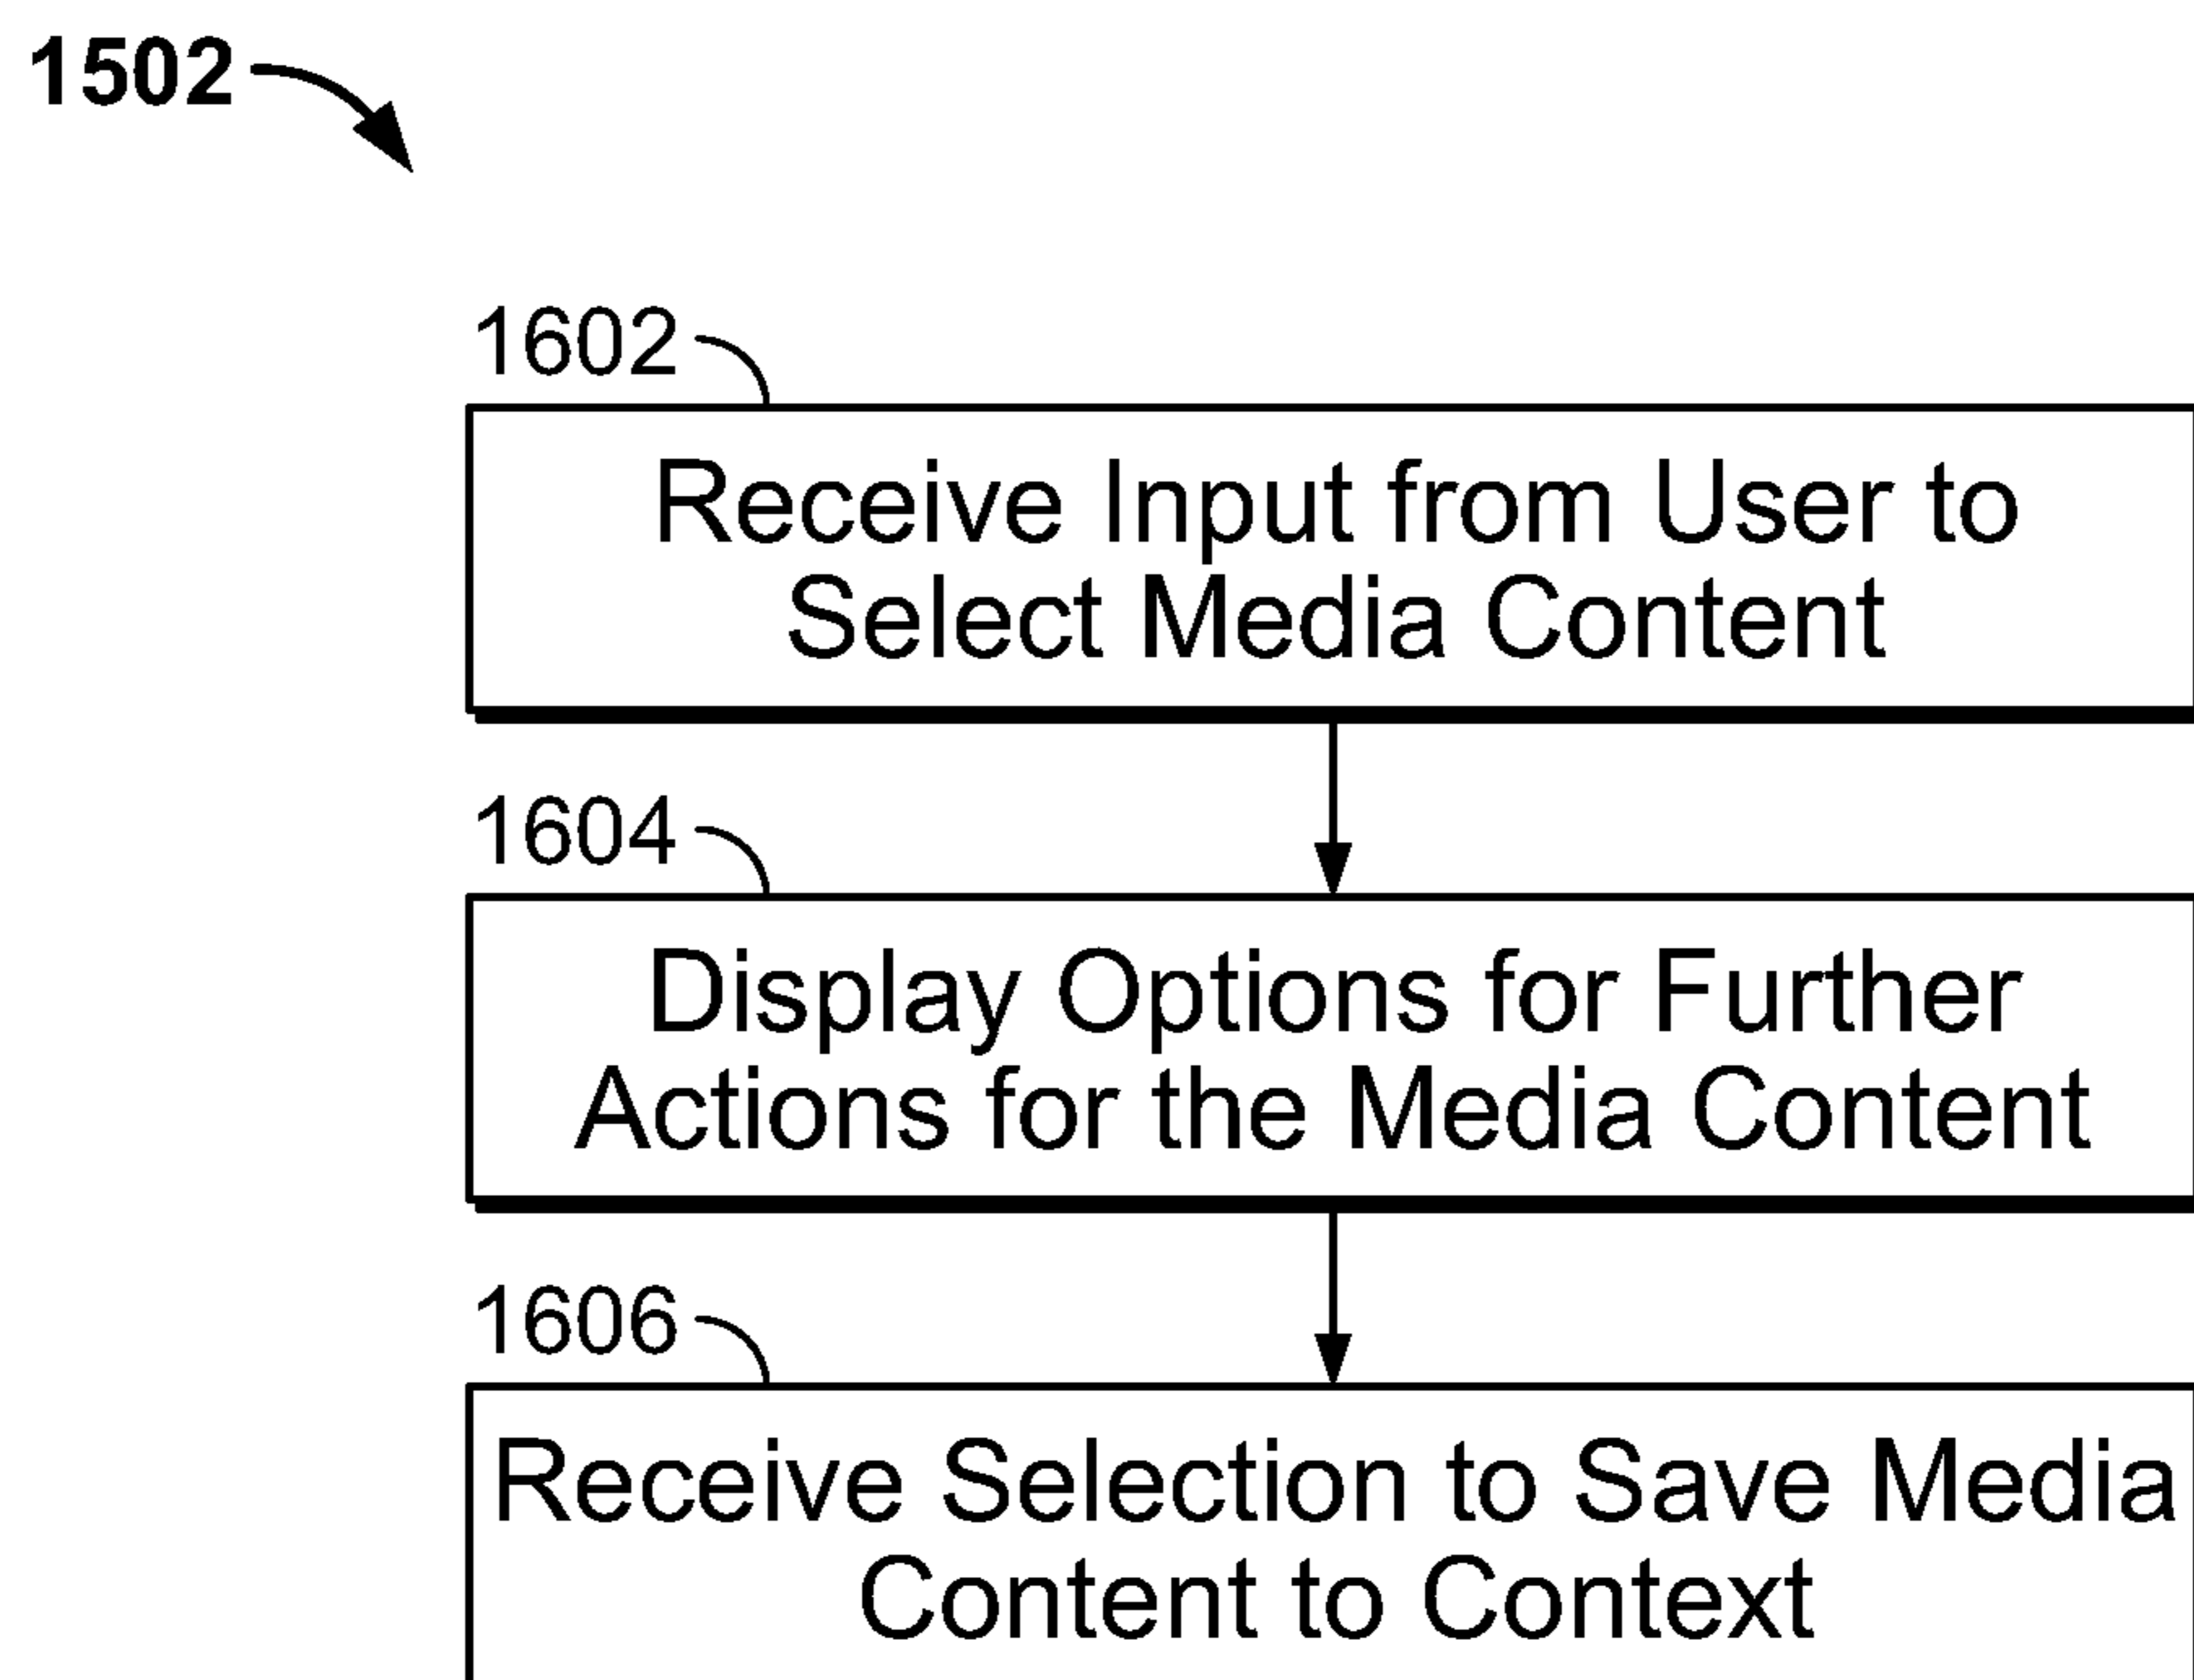 1502
1602
Receive Input from User to
Select Media Content
1604
Display Options for Further
Actions for the Media Content
1606
Receive Selection to Save Media
Content to Context